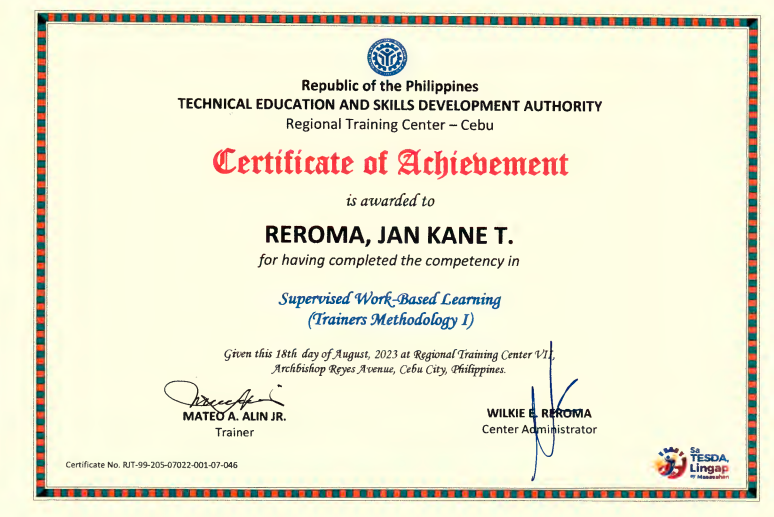 Republic of the Philippines
TECHNICAL EDUCATION AND SKILLS DEVELOPMENT AUTHORITY
Regional Training Center – Cebu
Certificate of Achievement
is awarded to
REROMA, JAN KANE T.
for having completed the competency in
Supervised Work-Based Learning
(Trainers Methodology I)
Given this 18th day of August, 2023 at Regional Training Center VII,
Archbishop Reyes Avenue, Cebu City, Philippines.
MATEO A. ALIN JR.
Trainer
WILKIE E. REROMA
Center Administrator
Certificate No. RJT-99-205-07022-001-07-046
Sa
TESDA,
Lingap
ay Maaasahan